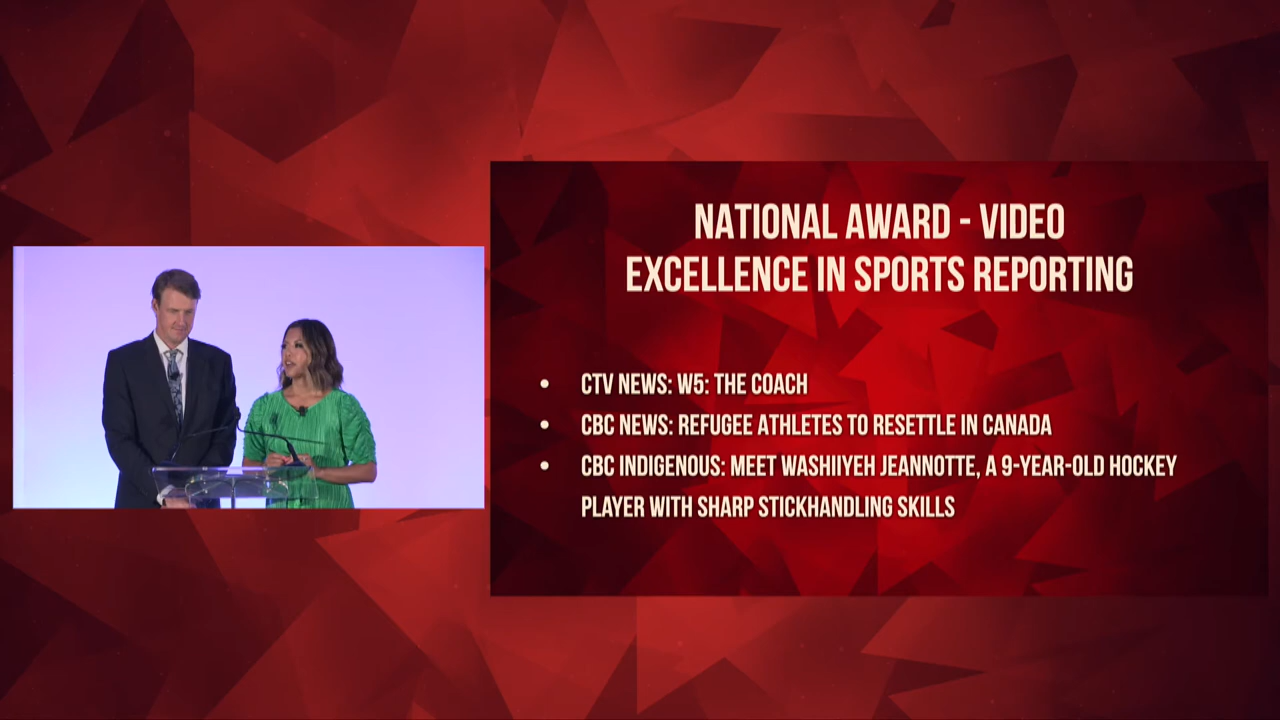 NATIONAL AWARD - VIDEO
EXCELLENCE IN SPORTS REPORTING
• CTV NEWS: W5: THE COACH
• CBC NEWS: REFUGEE ATHLETES TO RESETTLE IN CANADA
• CBC INDIGENOUS: MEET WASHIIYEH JEANNOTTE, A 9-YEAR-OLD HOCKEY
PLAYER WITH SHARP STICKHANDLING SKILLS